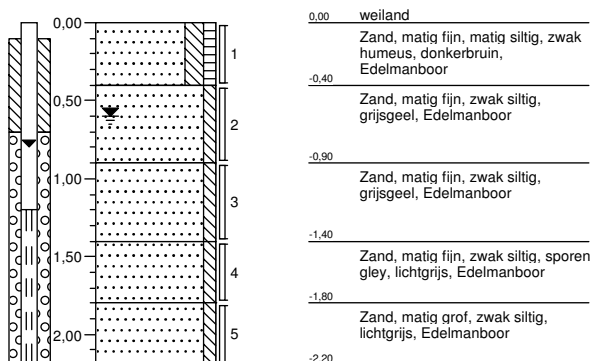 0,00
0,50
1,00
1,50
2,00
1
2
3
4
5
0,00 weiland
Zand, matig fijn, matig siltig, zwak
humeus, donkerbruin,
Edelmanboor
-0,40
Zand, matig fijn, zwak siltig,
grijsgeel, Edelmanboor
-0,90
Zand, matig fijn, zwak siltig,
grijsgeel, Edelmanboor
-1,40
Zand, matig fijn, zwak siltig, sporen
gley, lichtgrijs, Edelmanboor
-1,80
Zand, matig grof, zwak siltig,
lichtgrijs, Edelmanboor
-2,20